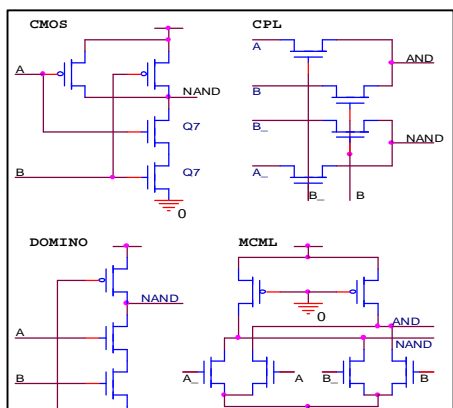 CMOS
A
NAND
Q7
B
Q7
0
CPL
A
AND
B
B_
NAND
A_
B_ B
DOMINO
NAND
A
B
MCML
0
AND
NAND
A_ A B_ B